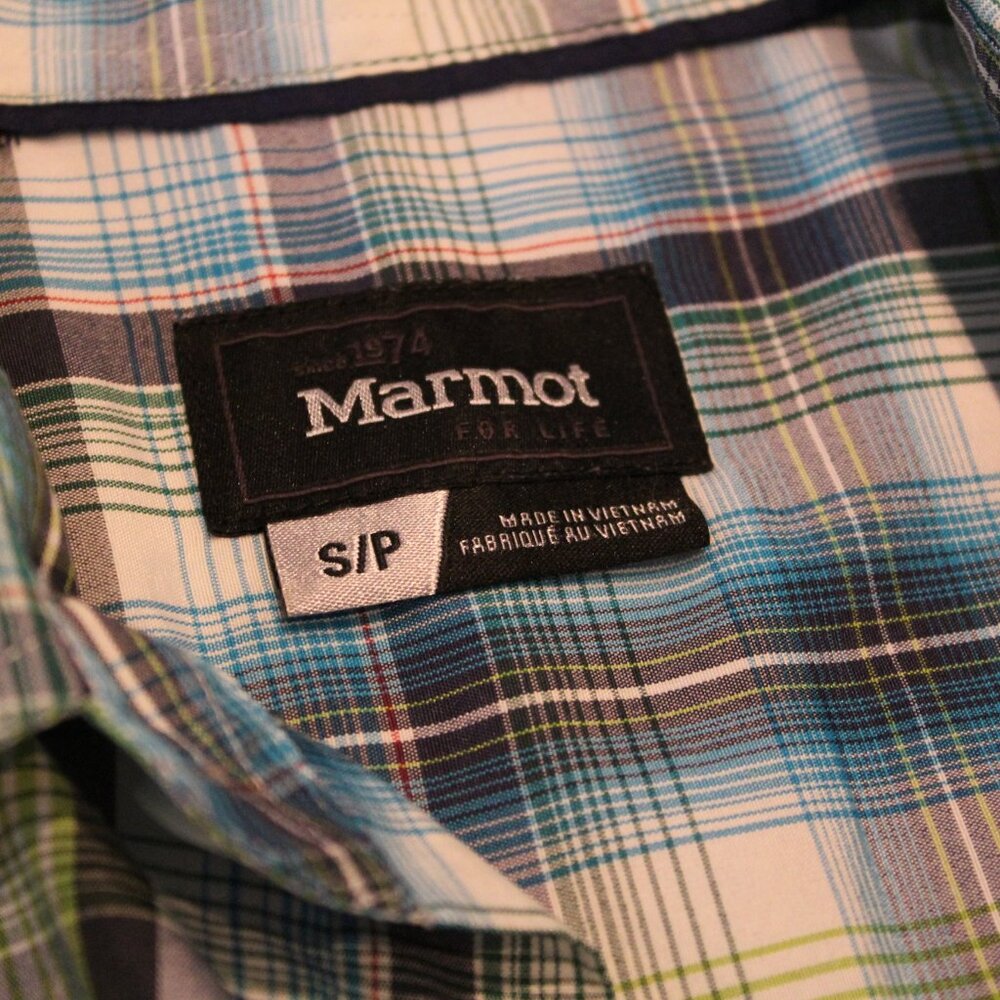 since 1974
Marmot
FOR LIFE
S/P
MADE IN VIETNAM
FABRIQUÉ AU VIETNAM